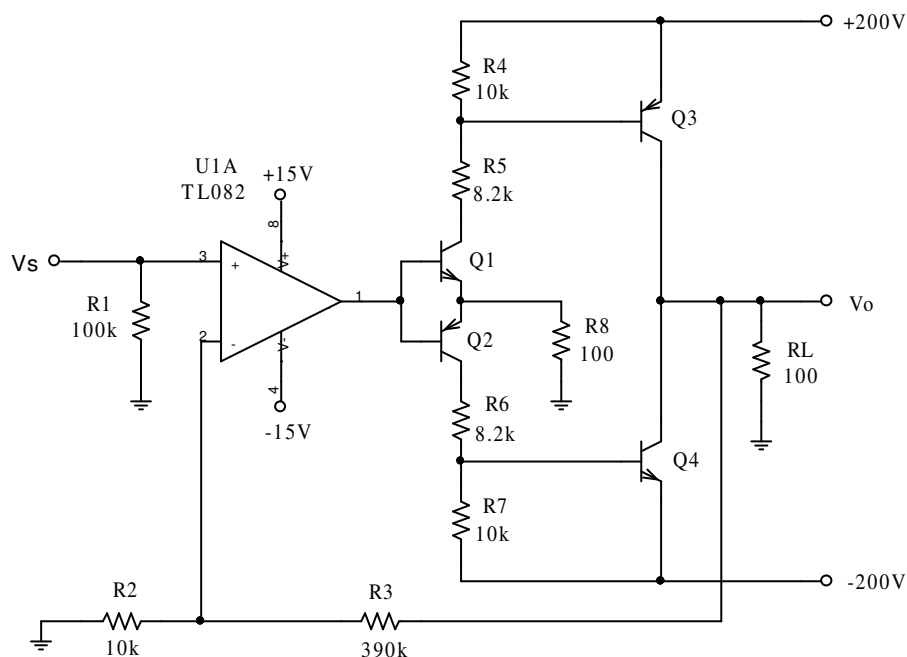 +200V
R4
10k
Q3
U1A
TL082
+15V
R5
8.2k
8
V+
Vs
3
+
Q1
1
R1
100k
2
-
V-
Q2
R8
100
Vo
RL
100
4
-15V
R6
8.2k
Q4
R7
10k
-200V
R2
10k
R3
390k